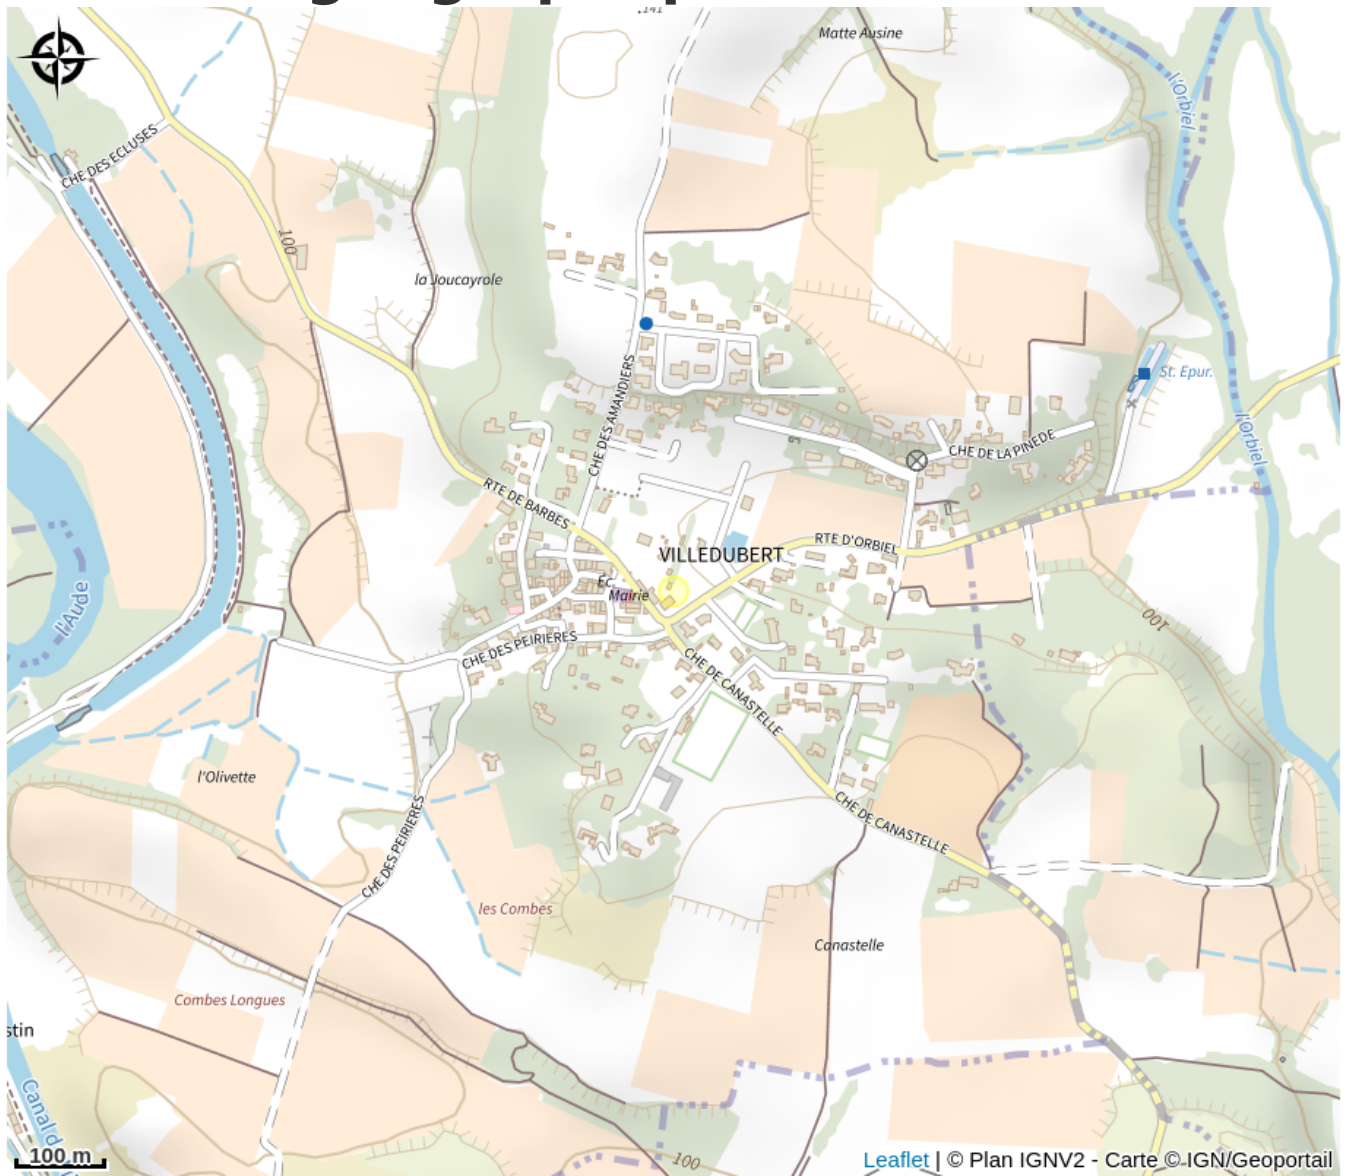 141
Matte Ausine
l'Orbiel
CHE DES ECLUSES
100
la Joucayrole
CHE DES AMANDIERS
St. Epur.
l'Orbiel
CHE DE LA PINEDE
RTE DE BARBES
RTE D'ORBIEL
VILLEDUBERT
Éc.
Mairie
l'Aude
100
CHE DES PEIRIERES
CHE DE CANASTELLE
l'Olivette
CHE DES PEIRIERES
CHE DE CANASTELLE
les Combes
Canastelle
Combes Longues
stin
Canal d
100 m
100
Leaflet | © Plan IGNV2 - Carte © IGN/Geoportail